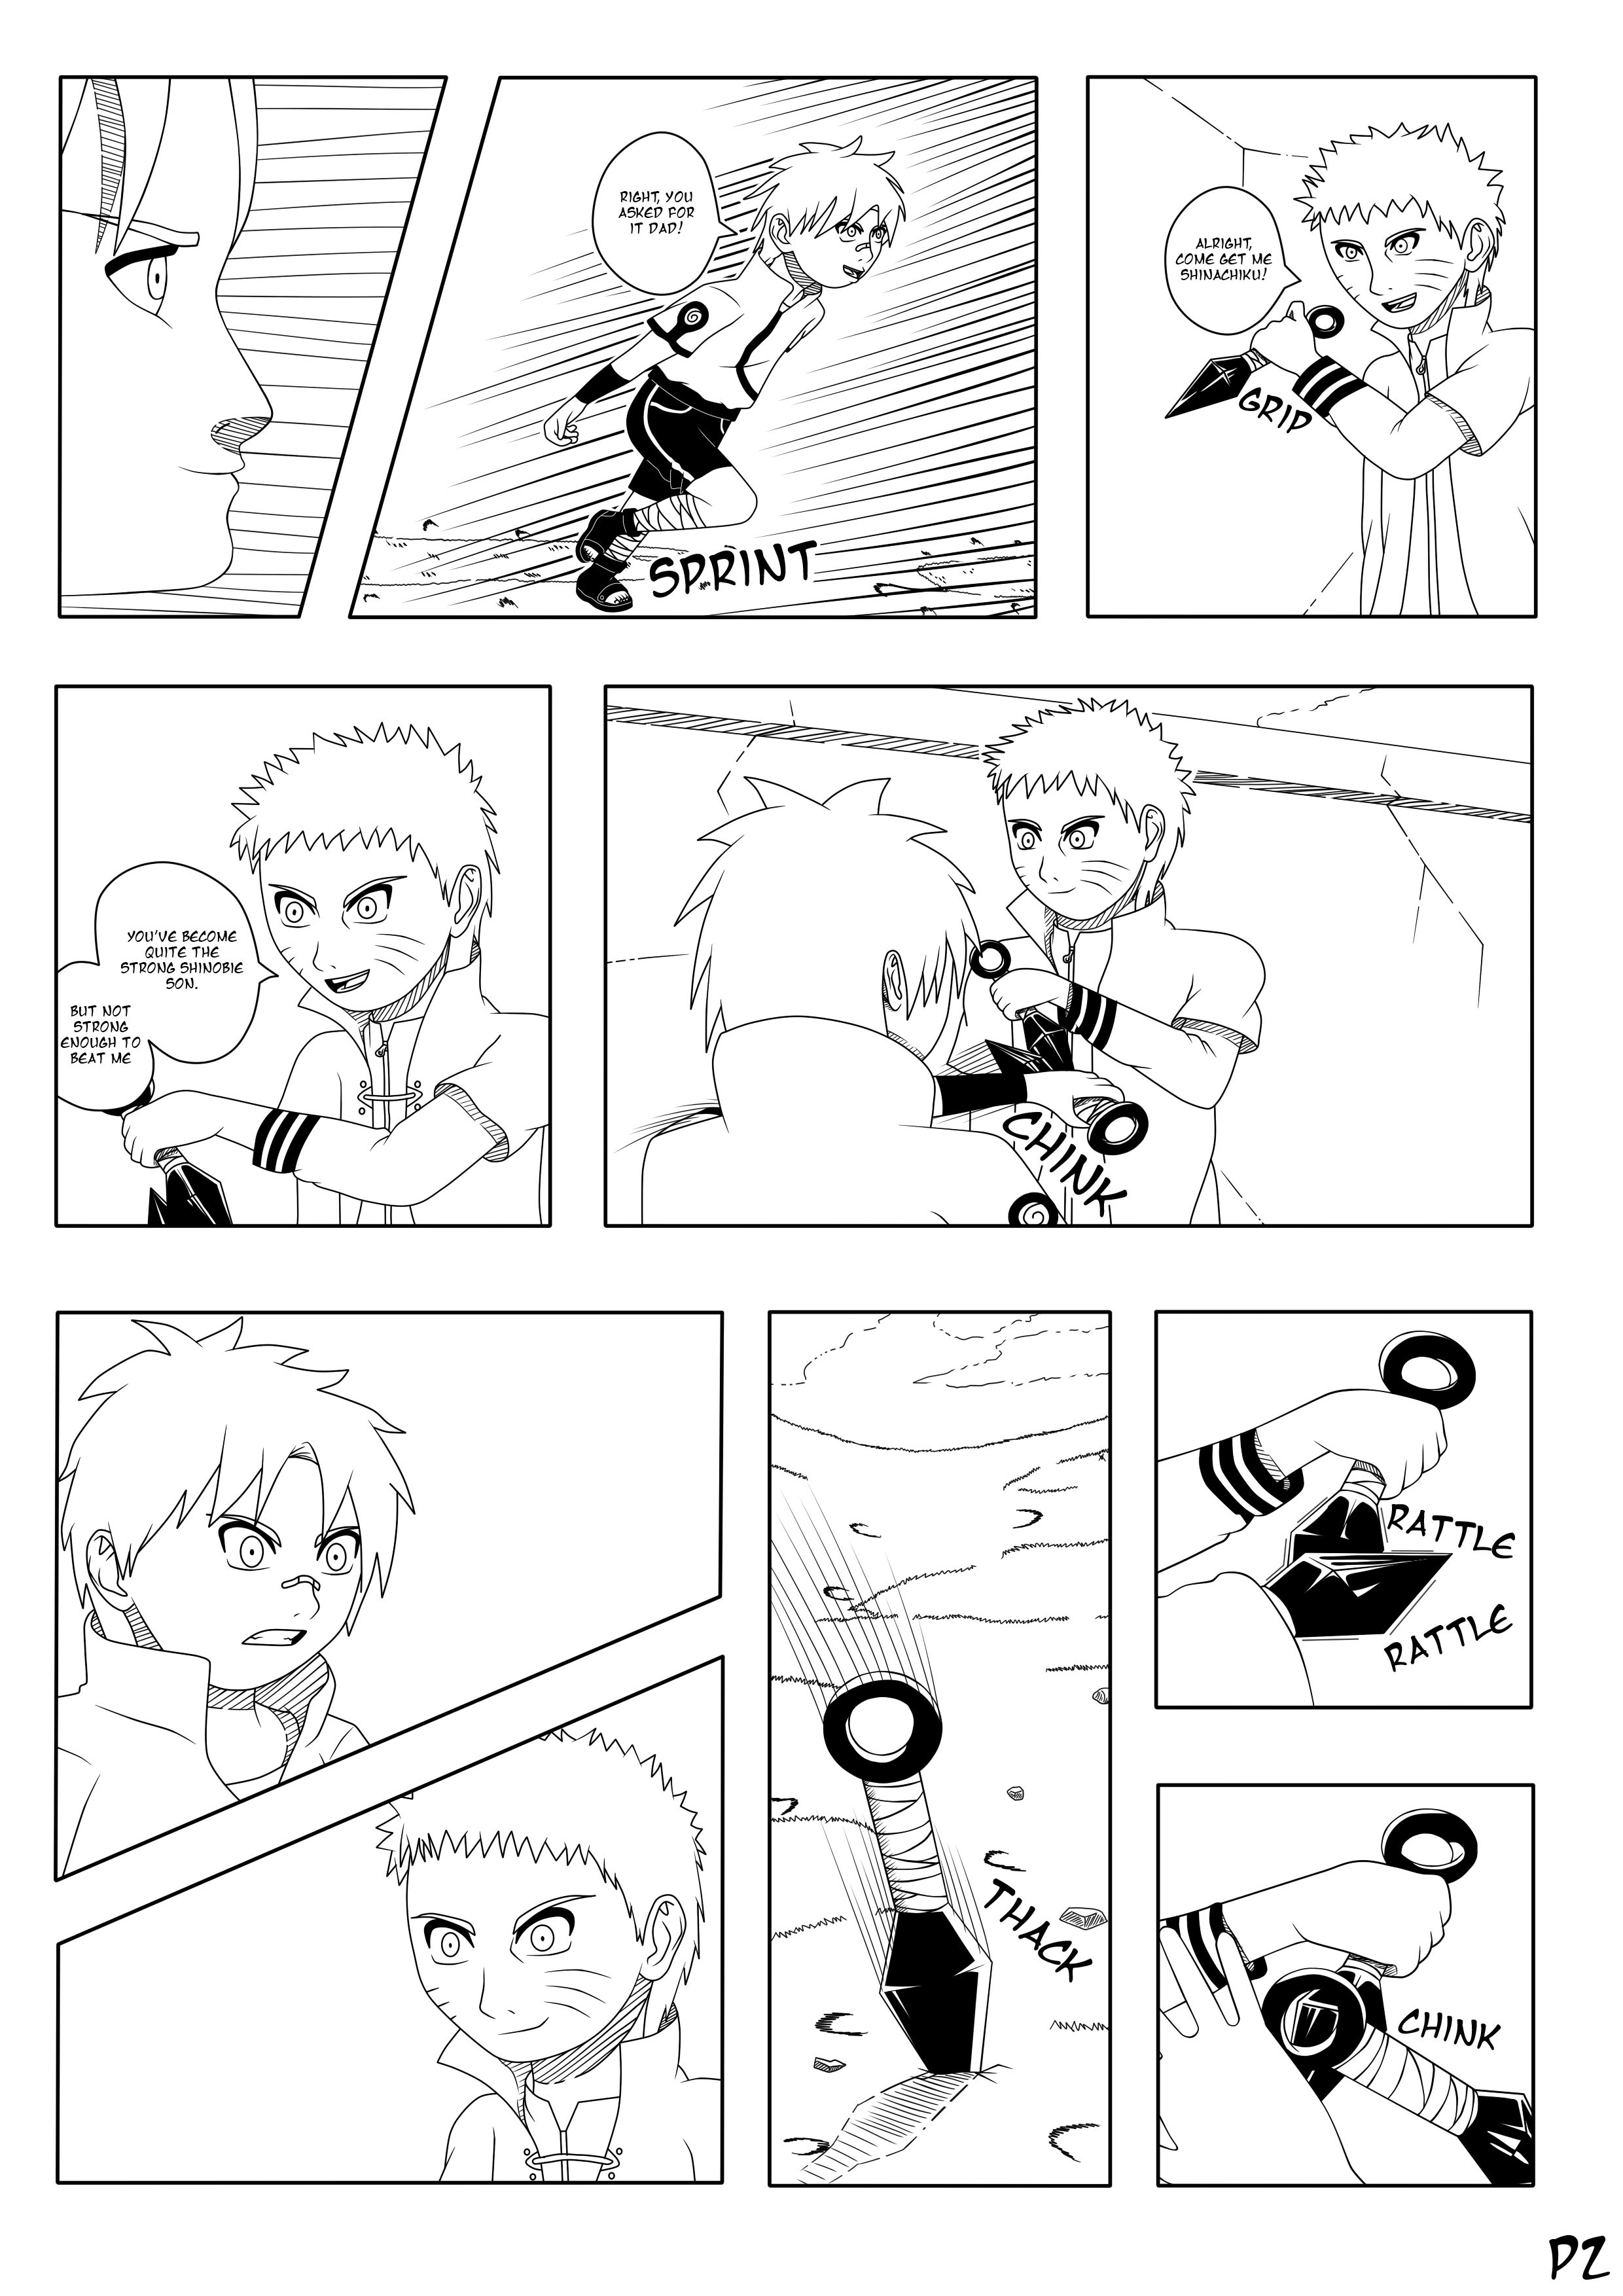 ALRIGHT,
COME GET ME
SHINACHIKU!
GRIP
RIGHT, YOU
ASKED FOR
IT DAD!
SPRINT
CHINK
YOU'VE BECOME
QUITE THE
STRONG SHINOBIE
SON.
BUT NOT
STRONG
ENOUGH TO
BEAT ME
RATTLE
RATTLE
CHINK
THACK
P2